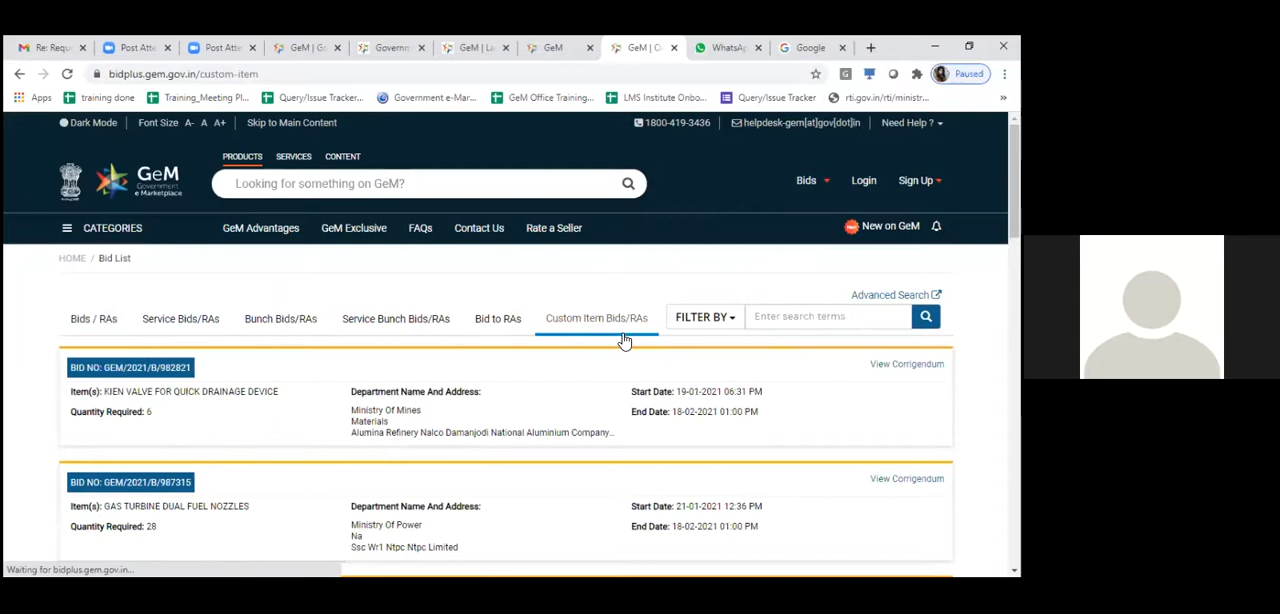 Re: Requ
Post Atte
Post Atte
GeM | G
Governm
GeM | La
GeM
GeM | O
WhatsAp
Google
bidplus.gem.gov.in/custom-item
Paused
Apps
training done
Training_Meeting Pl...
Query/Issue Tracker...
Government e-Mar...
GeM Office Training...
LMS Institute Onbo...
Query/Issue Tracker
rti.gov.in/rti/ministr...
Dark Mode | Font Size A- A A+ | Skip to Main Content
1800-419-3436 | helpdesk-gem[at]gov[dot]in | Need Help ?
PRODUCTS SERVICES CONTENT
GeM
Government
e Marketplace
Looking for something on GeM?
Bids Login Sign Up
CATEGORIES GeM Advantages GeM Exclusive FAQs Contact Us Rate a Seller New on GeM
HOME / Bid List
Advanced Search
Bids / RAs Service Bids/RAs Bunch Bids/RAs Service Bunch Bids/RAs Bid to RAs Custom Item Bids/RAs FILTER BY Enter search terms
BID NO: GEM/2021/B/982821
View Corrigendum
Item(s): KIEN VALVE FOR QUICK DRAINAGE DEVICE
Quantity Required: 6
Department Name And Address:
Ministry Of Mines
Materials
Alumina Refinery Nalco Damanjodi National Aluminium Company...
Start Date: 19-01-2021 06:31 PM
End Date: 18-02-2021 01:00 PM
BID NO: GEM/2021/B/987315
View Corrigendum
Item(s): GAS TURBINE DUAL FUEL NOZZLES
Quantity Required: 28
Department Name And Address:
Ministry Of Power
Na
Ssc Wr1 Ntpc Ntpc Limited
Start Date: 21-01-2021 12:36 PM
End Date: 18-02-2021 01:00 PM
Waiting for bidplus.gem.gov.in...